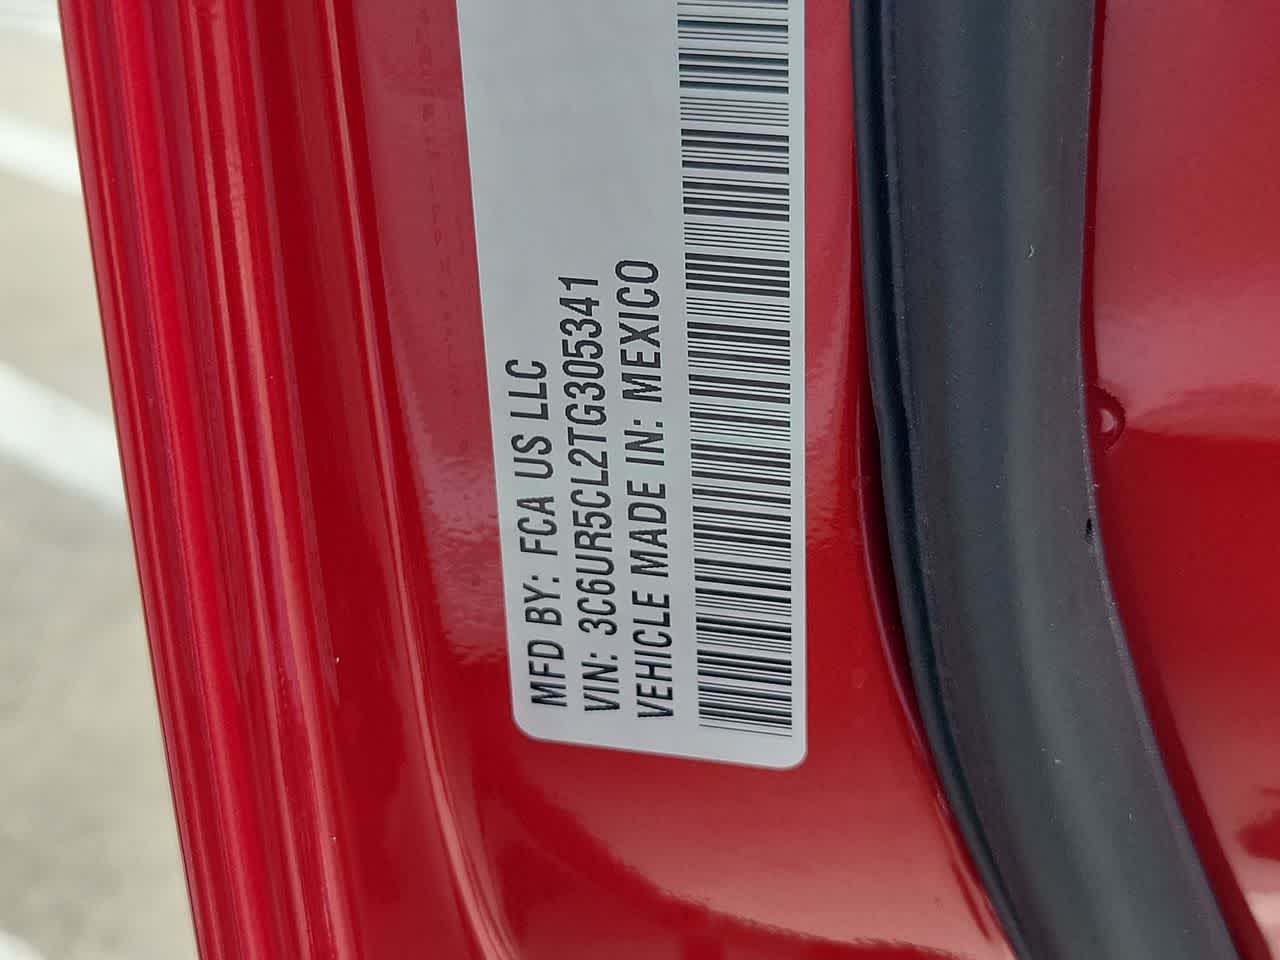 MFD BY: FCA US LLC
VIN: 3C6UR5CL2TG305341
VEHICLE MADE IN: MEXICO